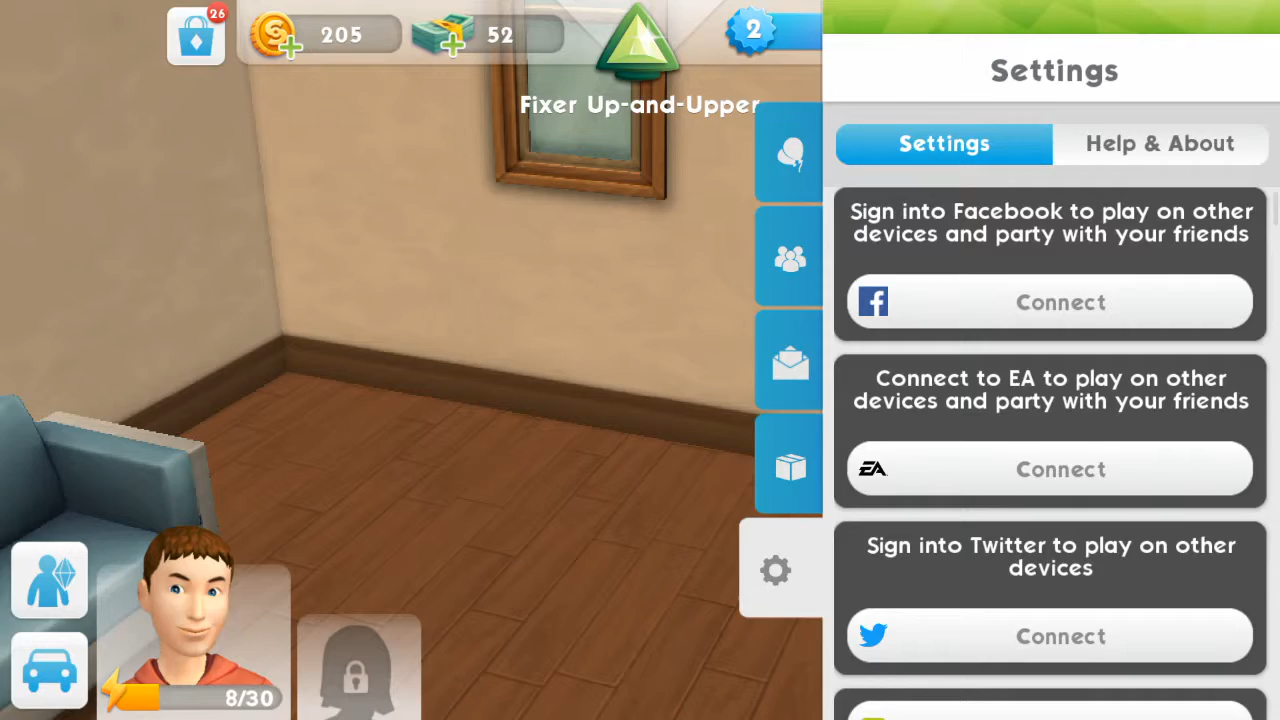 26
205
52
2
Fixer Up-and-Upper
Settings
Settings
Help & About
Sign into Facebook to play on other
devices and party with your friends
Connect
Connect to EA to play on other
devices and party with your friends
EA
Connect
Sign into Twitter to play on other
devices
Connect
8/30